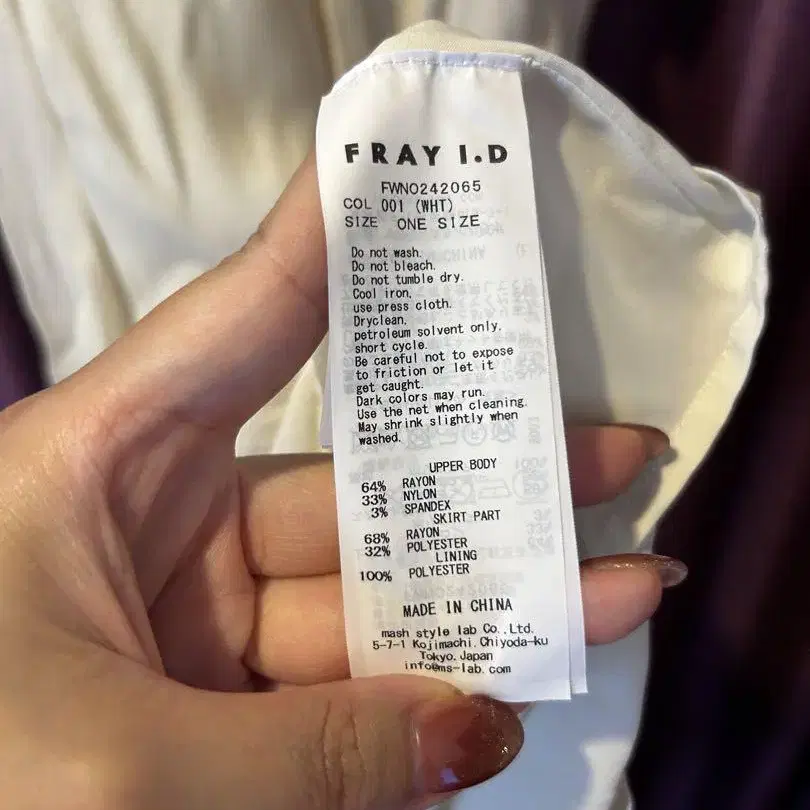 FRAY I.D
FWNO242065
COL 001 (WHT)
SIZE ONE SIZE
Do not wash.
Do not bleach.
Do not tumble dry.
Cool iron,
use press cloth.
Dryclean,
petroleum solvent only,
short cycle.
Be careful not to expose
to friction or let it
get caught.
Dark colors may run.
Use the net when cleaning.
May shrink slightly when
washed.
UPPER BODY
64% RAYON
33% NYLON
3% SPANDEX
SKIRT PART
68% RAYON
32% POLYESTER
LINING
100% POLYESTER
MADE IN CHINA
mash style lab Co.,Ltd.
5-7-1 Kojimachi,Chiyoda-ku
Tokyo,Japan
info@ms-lab.com